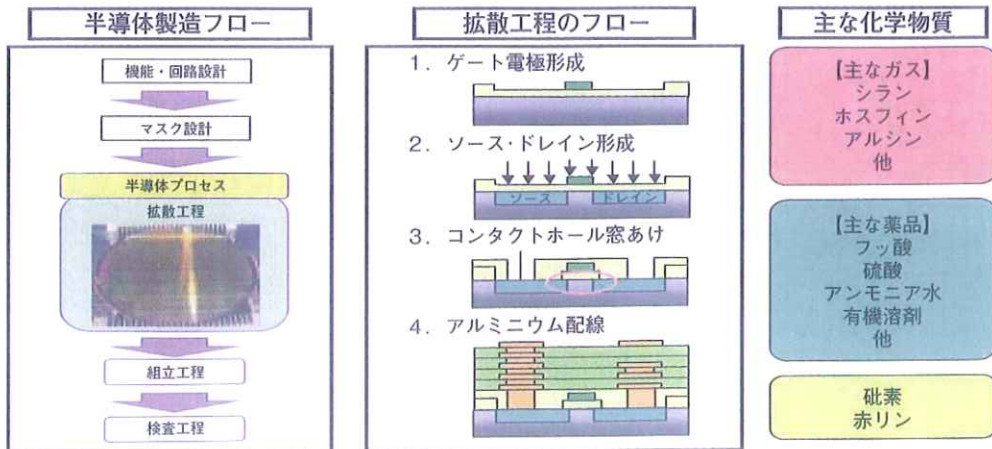 半導体製造フロー
機能・回路設計
マスク設計
半導体プロセス
拡散工程
組立工程
検査工程
拡散工程のフロー
1. ゲート電極形成
2. ソース・ドレイン形成
ソース
ドレイン
3. コンタクトホール窓あけ
4. アルミニウム配線
主な化学物質
【主なガス】
シラン
ホスフィン
アルシン
他
【主な薬品】
フッ酸
硫酸
アンモニア水
有機溶剤
他
砒素
赤リン